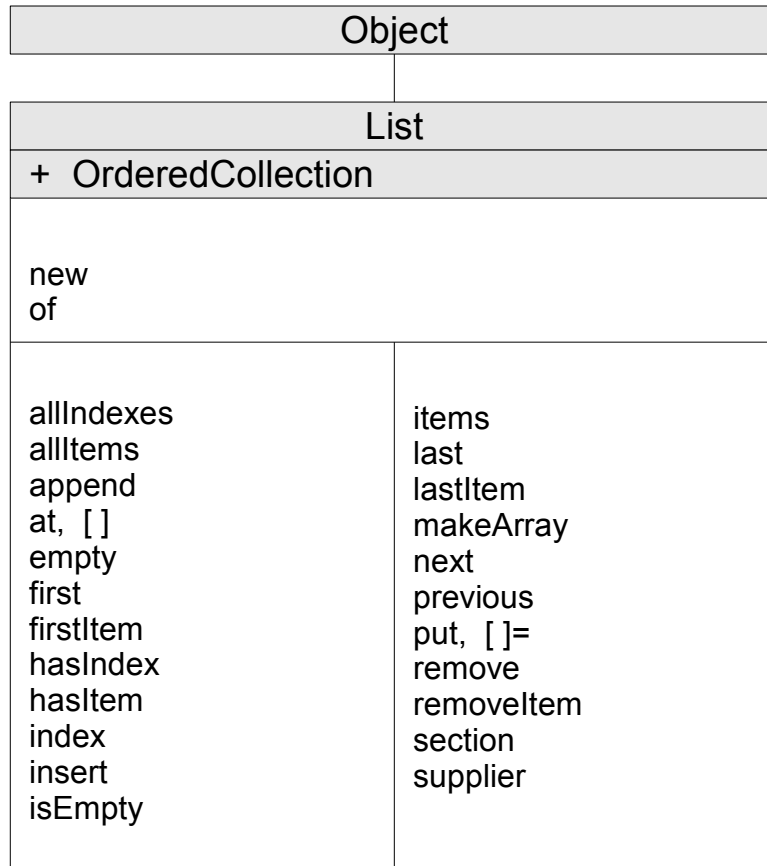 Object
List
+ OrderedCollection
new
of
allIndexes
allItems
append
at, [ ]
empty
first
firstItem
hasIndex
hasItem
index
insert
isEmpty
items
last
lastItem
makeArray
next
previous
put, [ ]=
remove
removeItem
section
supplier